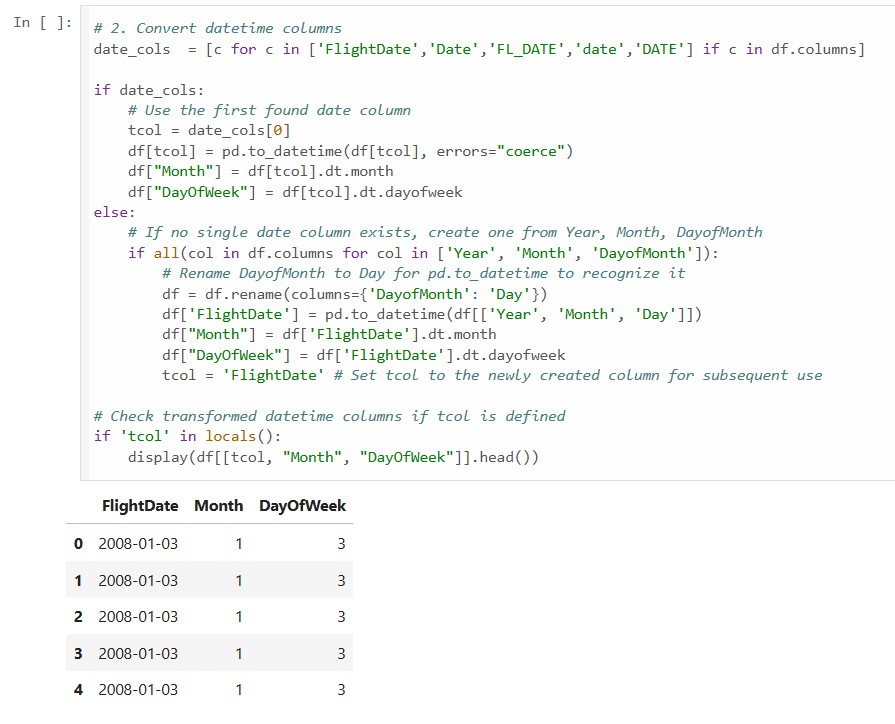 In [ ]:
# 2. Convert datetime columns
date_cols  = [c for c in ['FlightDate','Date','FL_DATE','date','DATE'] if c in df.columns]

if date_cols:
    # Use the first found date column
    tcol = date_cols[0]
    df[tcol] = pd.to_datetime(df[tcol], errors="coerce")
    df["Month"] = df[tcol].dt.month
    df["DayOfWeek"] = df[tcol].dt.dayofweek
else:
    # If no single date column exists, create one from Year, Month, DayofMonth
    if all(col in df.columns for col in ['Year', 'Month', 'DayofMonth']):
        # Rename DayofMonth to Day for pd.to_datetime to recognize it
        df = df.rename(columns={'DayofMonth': 'Day'})
        df['FlightDate'] = pd.to_datetime(df[['Year', 'Month', 'Day']])
        df["Month"] = df['FlightDate'].dt.month
        df["DayOfWeek"] = df['FlightDate'].dt.dayofweek
        tcol = 'FlightDate' # Set tcol to the newly created column for subsequent use

# Check transformed datetime columns if tcol is defined
if 'tcol' in locals():
    display(df[[tcol, "Month", "DayOfWeek"]].head())
FlightDate Month DayOfWeek
0 2008-01-03 1 3
1 2008-01-03 1 3
2 2008-01-03 1 3
3 2008-01-03 1 3
4 2008-01-03 1 3